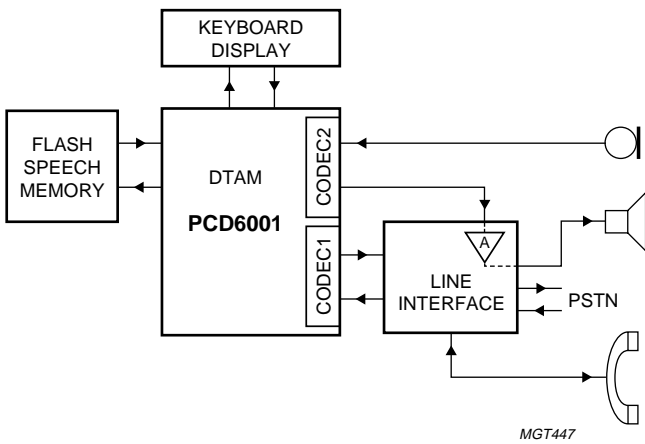 KEYBOARD
DISPLAY
FLASH
SPEECH
MEMORY
DTAM
PCD6001
CODEC2
CODEC1
A
LINE
INTERFACE
PSTN
MGT447